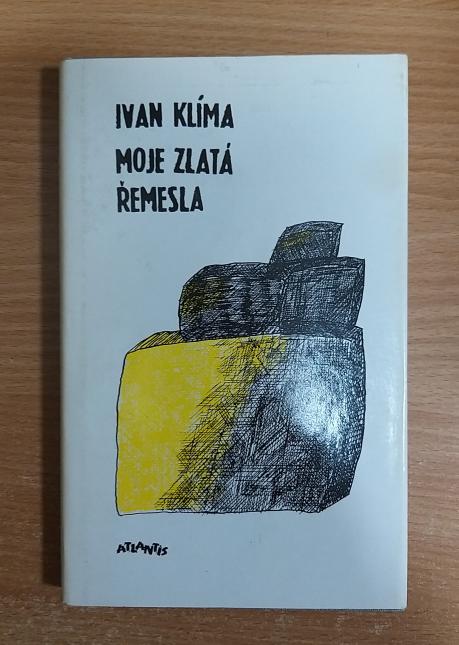 IVAN KLÍMA
MOJE ZLATÁ
ŘEMESLA
ATLANTIS